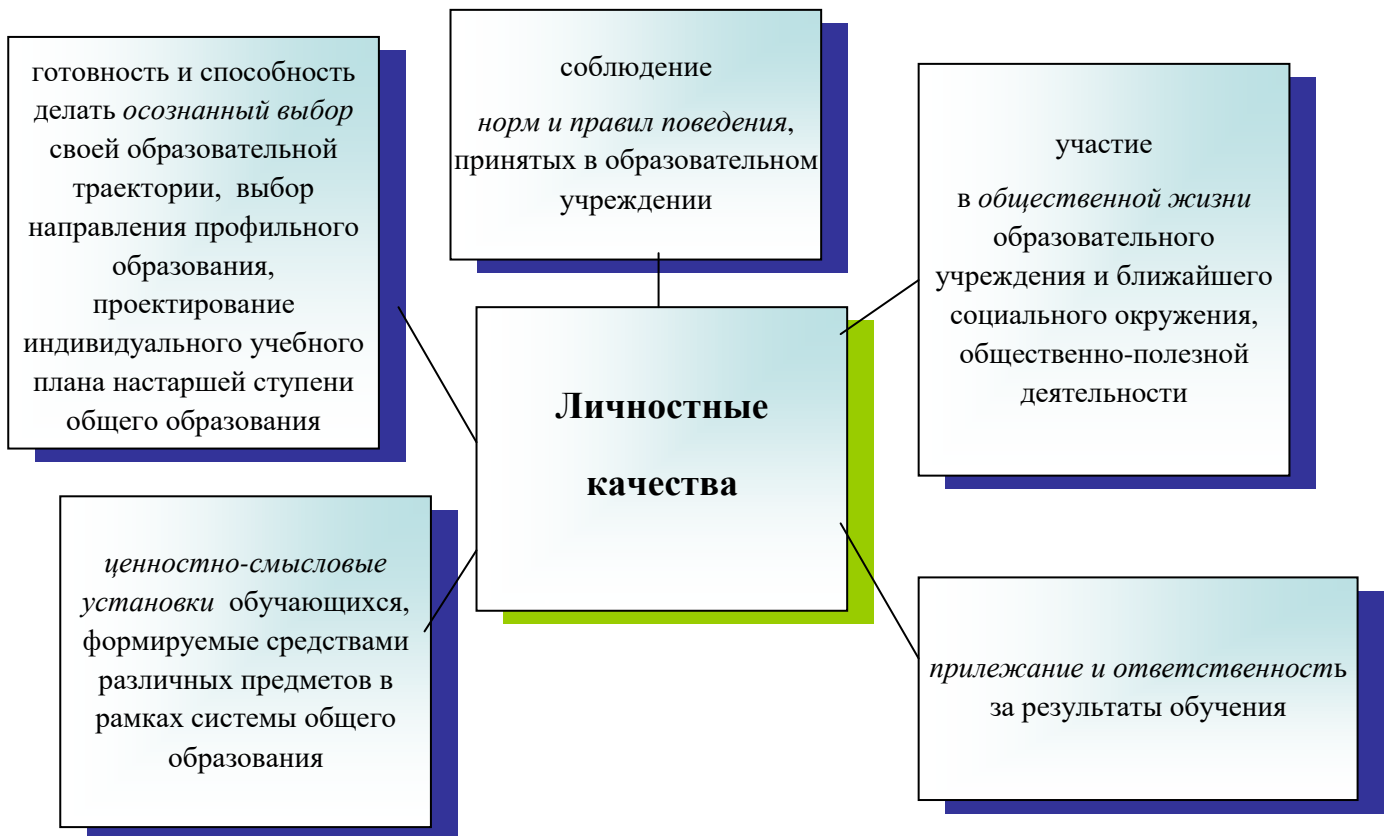 готовность и способность
делать осознанный выбор
своей образовательной
траектории, выбор
направления профильного
образования,
проектирование
индивидуального учебного
плана настаршей ступени
общего образования
соблюдение
норм и правил поведения,
принятых в образовательном
учреждении
участие
в общественной жизни
образовательного
учреждения и ближайшего
социального окружения,
общественно-полезной
деятельности
Личностные
качества
ценностно-смысловые
установки обучающихся,
формируемые средствами
различных предметов в
рамках системы общего
образования
прилежание и ответственность
за результаты обучения